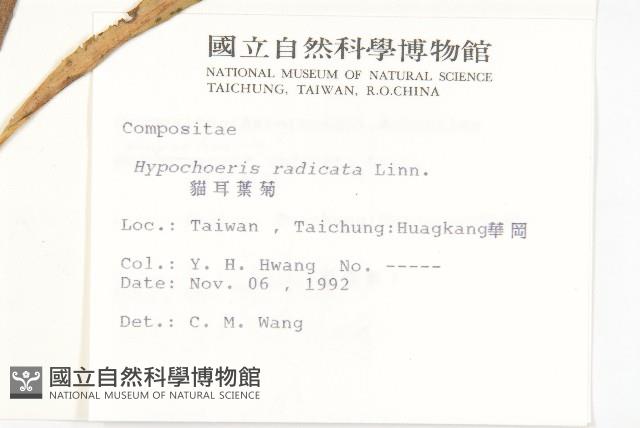 國立自然科學博物館
NATIONAL MUSEUM OF NATURAL SCIENCE
TAICHUNG, TAIWAN, R.O.CHINA
Compositae
Hypochoeris radicata Linn.
貓耳葉菊
Loc.: Taiwan , Taichung:Huagkang華岡
Col.: Y. H. Hwang No. -----
Date: Nov. 06 , 1992
Det.: C. M. Wang
國立自然科學博物館
NATIONAL MUSEUM OF NATURAL SCIENCE